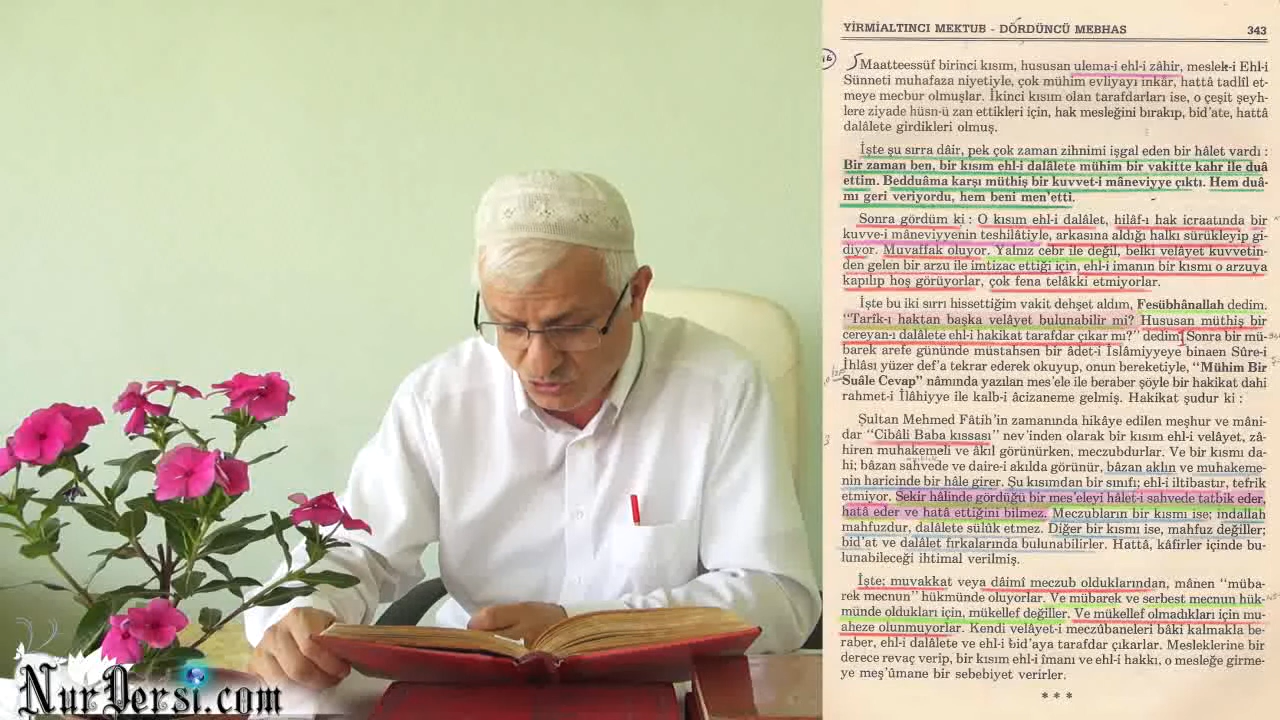 YİRMİALTINCI MEKTUB - DÖRDÜNCÜ MEBHAS 343
Maatteessüf birinci kısım, hususan ulema-i ehl-i zâhir, meslek-i Ehl-i
Sünneti muhafaza niyetiyle, çok mühim evliyayı inkâr, hattâ tadlîl et-
meye mecbur olmuşlar. İkinci kısım olan tarafdarları ise, o çeşit şeyh-
lere ziyade hüsn-ü zan ettikleri için, hak mesleğini bırakıp, bid'ate, hattâ
dalâlete girdikleri olmuş.
İşte şu sırra dâir, pek çok zaman zihnimi işgal eden bir hâlet vardı :
Bir zaman ben, bir kısım ehl-i dalâlete mühim bir vakitte kahr ile duâ
ettim. Bedduâma karşı müthiş bir kuvvet-i mâneviyye çıktı. Hem duâ-
mı geri veriyordu, hem beni men'etti.
Sonra gördüm ki : O kısım ehl-i dalâlet, hilâf-ı hak icraatında bir
kuvve-i mâneviyyenin teshilâtiyle, arkasına aldığı halkı sürükleyip gi-
diyor. Muvaffak oluyor. Yalnız cebr ile değil, belki velâyet kuvvetin-
den gelen bir arzu ile imtizac ettiği için, ehl-i imanın bir kısmı o arzuya
kapılıp hoş görüyorlar, çok fena telâkki etmiyorlar.
İşte bu iki sırrı hissettiğim vakit dehşet aldım, Fesübhânallah dedim.
"Tarîk-ı haktan başka velâyet bulunabilir mi? Hususan müthiş bir
cereyan-ı dalâlete ehl-i hakikat tarafdar çıkar mı?" dedim. Sonra bir mü-
barek arefe gününde müstahsen bir âdet-i İslâmiyyeye binaen Sûre-i
İhlâsı yüzer def'a tekrar ederek okuyup, onun bereketiyle, "Mühim Bir
Suâle Cevap" nâmında yazılan mes'ele ile beraber şöyle bir hakikat dahi
rahmet-i İlâhiyye ile kalb-i âcizaneme gelmiş. Hakikat şudur ki :
Sultan Mehmed Fâtih'in zamanında hikâye edilen meşhur ve mâni-
dar "Cibâli Baba kıssası" nev'inden olarak bir kısım ehl-i velâyet, zâ-
hiren muhakemeli ve âkıl görünürken, meczubdurlar. Ve bir kısmı da-
hi; bâzan sahvede ve daire-i akılda görünür, bâzan aklın ve muhakeme-
nin haricinde bir hâle girer. Şu kısımdan bir sınıfı; ehl-i iltibastır, tefrik
etmiyor. Sekir hâlinde gördüğü bir mes'eleyi hâlet-i sahvede tatbik eder,
hatâ eder ve hatâ ettiğini bilmez. Meczubların bir kısmı ise; indallah
mahfuzdur, dalâlete sülûk etmez. Diğer bir kısmı ise, mahfuz değiller;
bid'at ve dalâlet fırkalarında bulunabilirler. Hattâ, kâfirler içinde bu-
lunabileceği ihtimal verilmiş.
İşte; muvakkat veya dâimî meczub olduklarından, mânen "müba-
rek mecnun" hükmünde oluyorlar. Ve mübarek ve serbest mecnun hük-
münde oldukları için, mükellef değiller. Ve mükellef olmadıkları için mu-
aheze olunmuyorlar. Kendi velâyet-i meczûbaneleri bâki kalmakla be-
raber, ehl-i dalâlete ve ehl-i bid'aya tarafdar çıkarlar. Mesleklerine bir
derece revaç verip, bir kısım ehl-i îmanı ve ehl-i hakkı, o mesleğe girme-
ye meş'ûmane bir sebebiyet verirler.
* * *
NurDersi.com